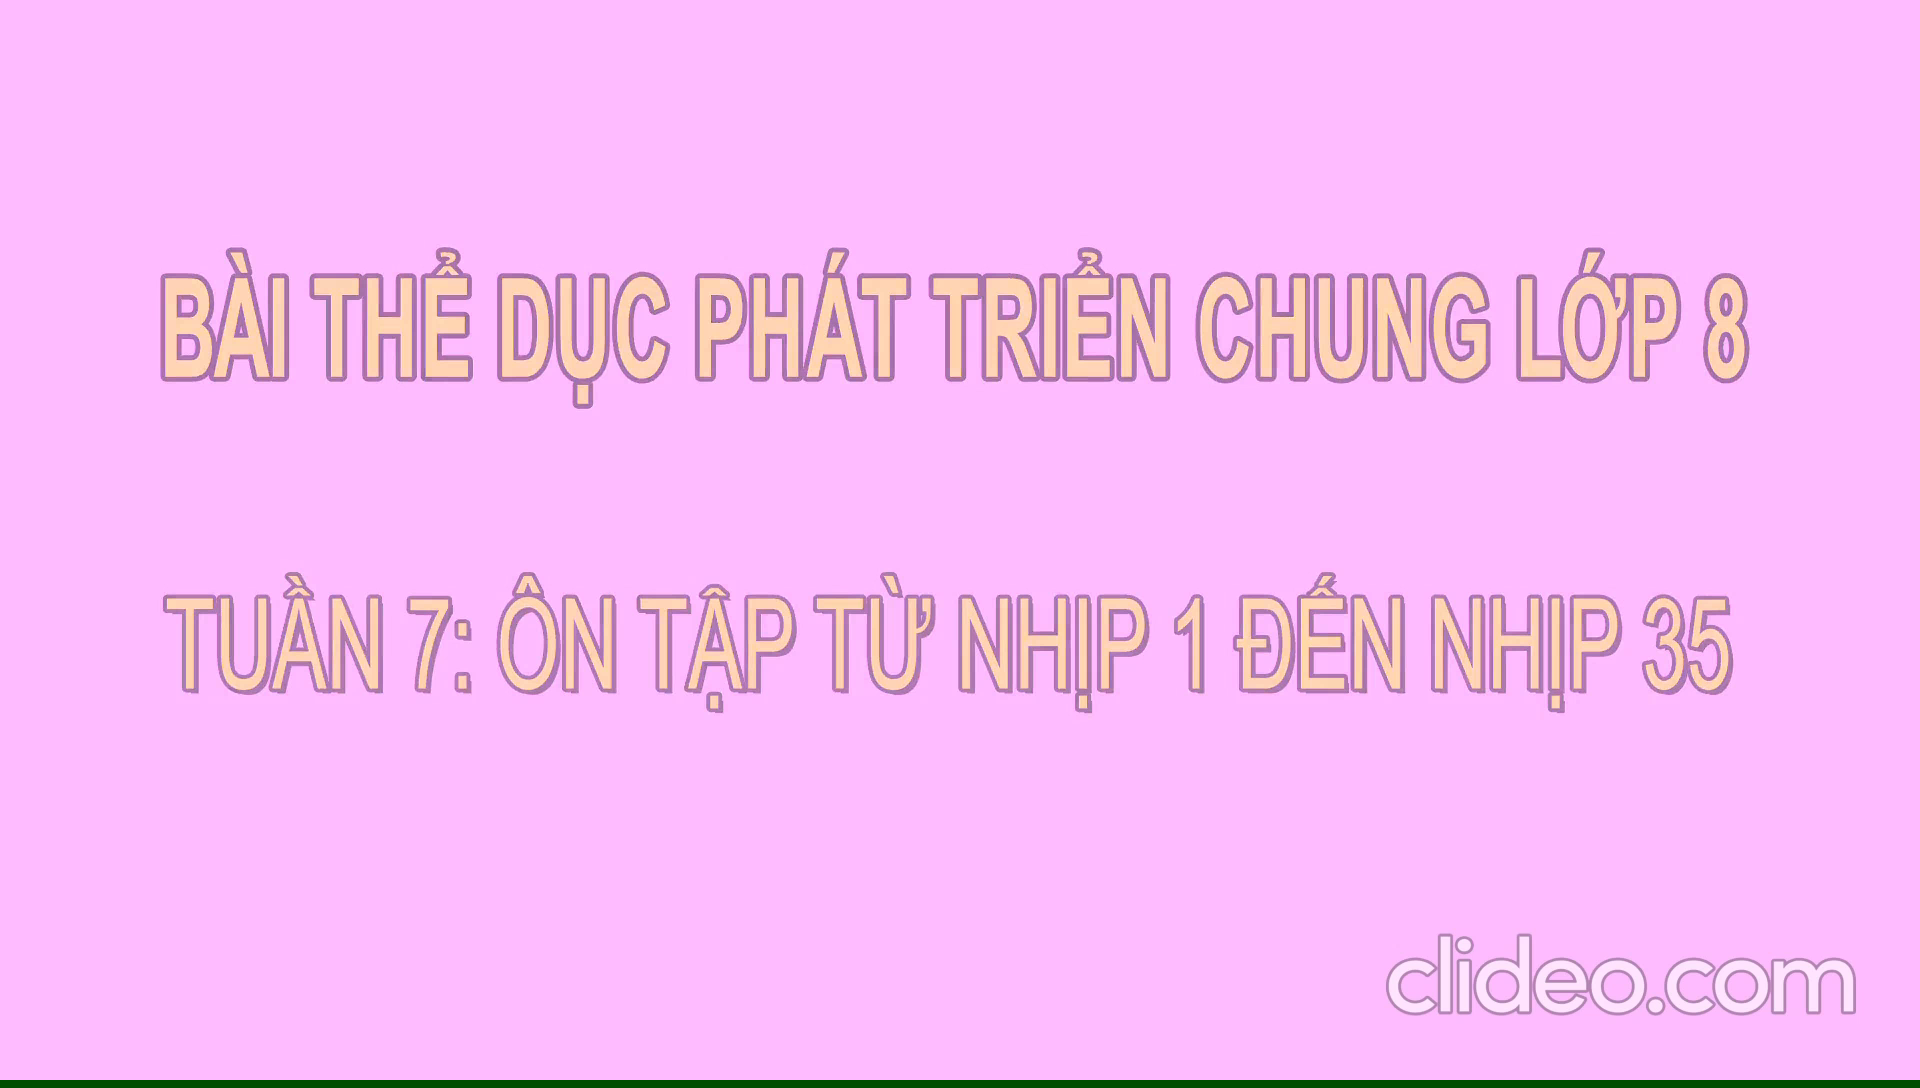 BÀI THỂ DỤC PHÁT TRIỂN CHUNG LỚP 8
TUẦN 7: ÔN TẬP TỪ NHỊP 1 ĐẾN NHỊP 35
clideo.com